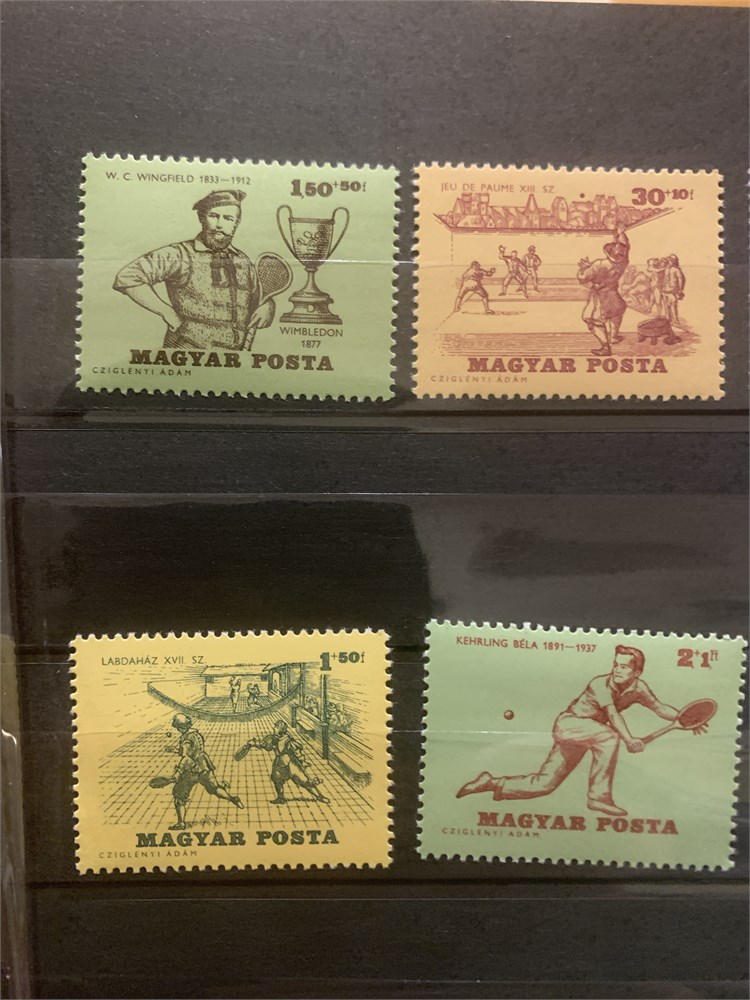 W. C. WINGFIELD 1833—1912
1,50+50f
WIMBLEDON
1877
MAGYAR POSTA
CZIGLÉNYI ÁDÁM
JEU DE PAUME XIII. SZ.
30+10f
MAGYAR POSTA
CZIGLÉNYI ÁDÁM
LABDAHÁZ XVII. SZ.
1+50f
MAGYAR POSTA
CZIGLÉNYI ÁDÁM
KEHRLING BÉLA 1891—1937
2+1Ft
MAGYAR POSTA
CZIGLÉNYI ÁDÁM